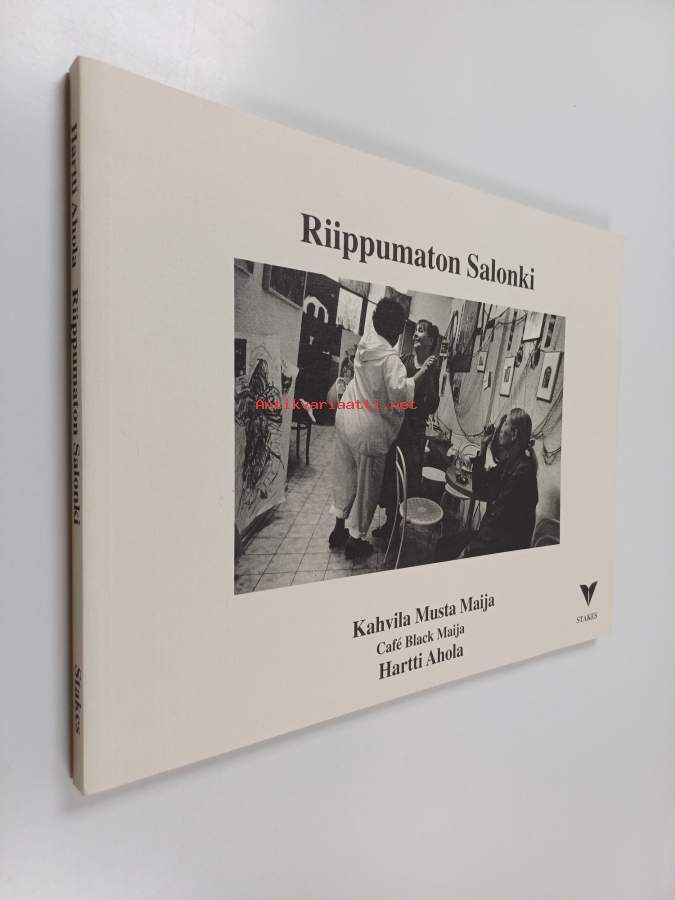 Hartti Ahola Riippumaton Salonki Stakes
Riippumaton Salonki
Antikvariaatti.net
Kahvila Musta Maija
Café Black Maija
Hartti Ahola
STAKES